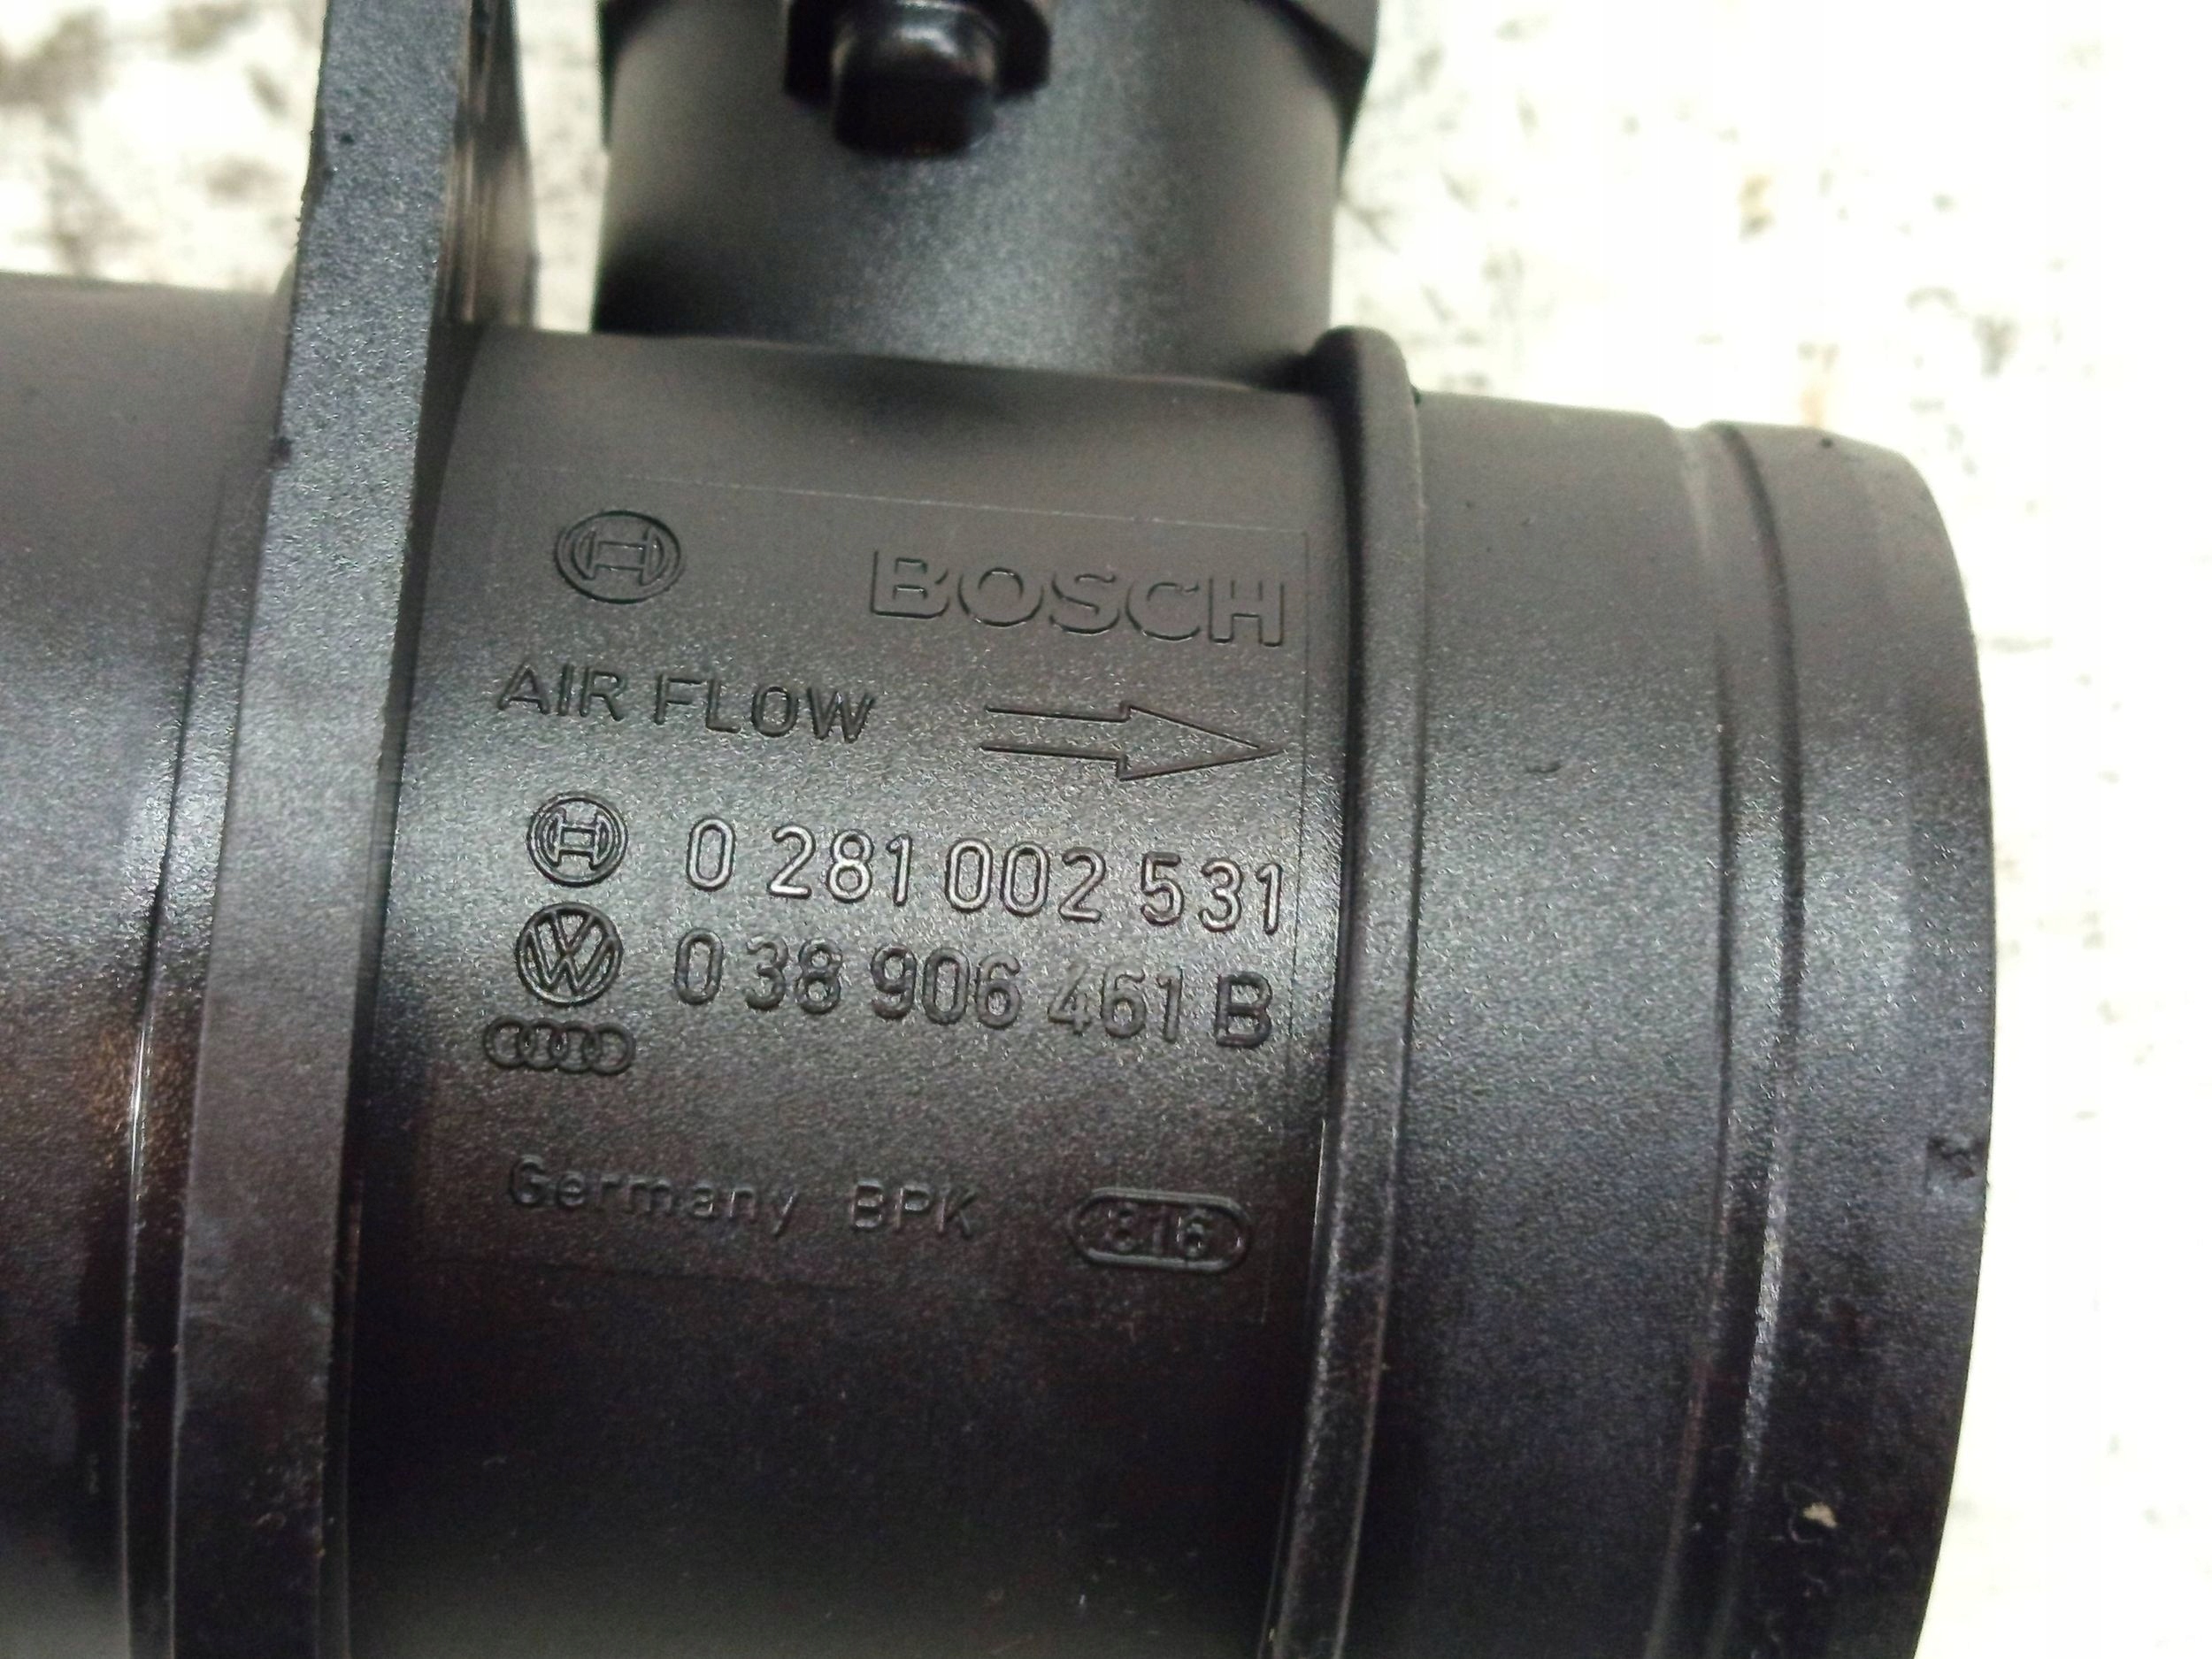 BOSCH
AIR FLOW
0 281 002 531
038 906 461 B
Germany BPK 816